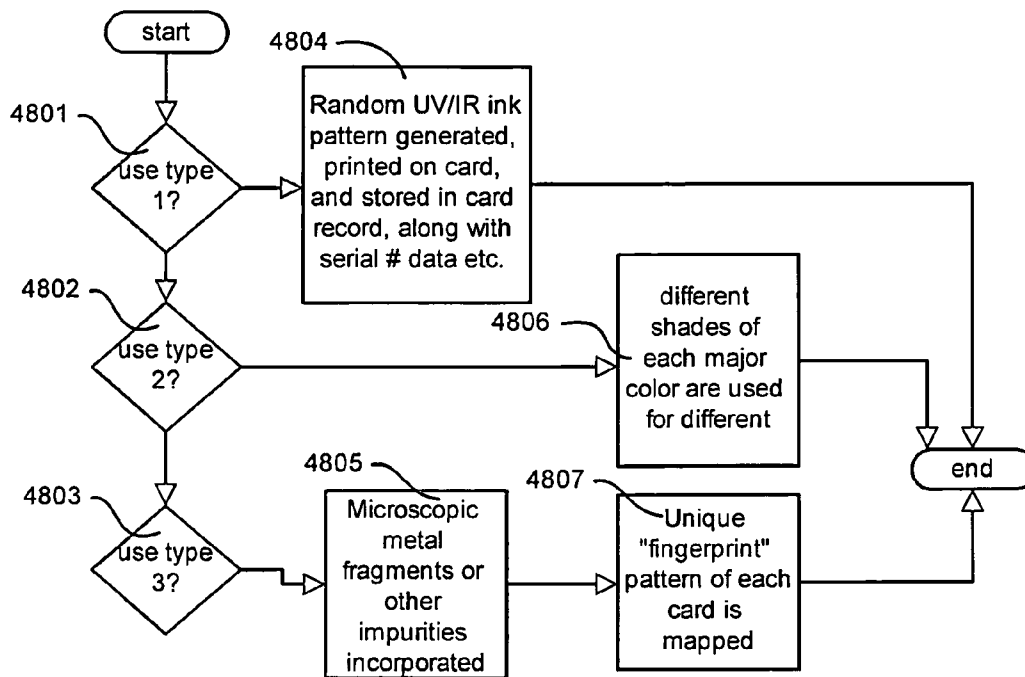 start
4801
use type
1?
4804
Random UV/IR ink
pattern generated,
printed on card,
and stored in card
record, along with
serial # data etc.
4802
use type
2?
4806
different
shades of
each major
color are used
for different
4803
use type
3?
4805
Microscopic
metal
fragments or
other
impurities
incorporated
4807
Unique
"fingerprint"
pattern of each
card is
mapped
end